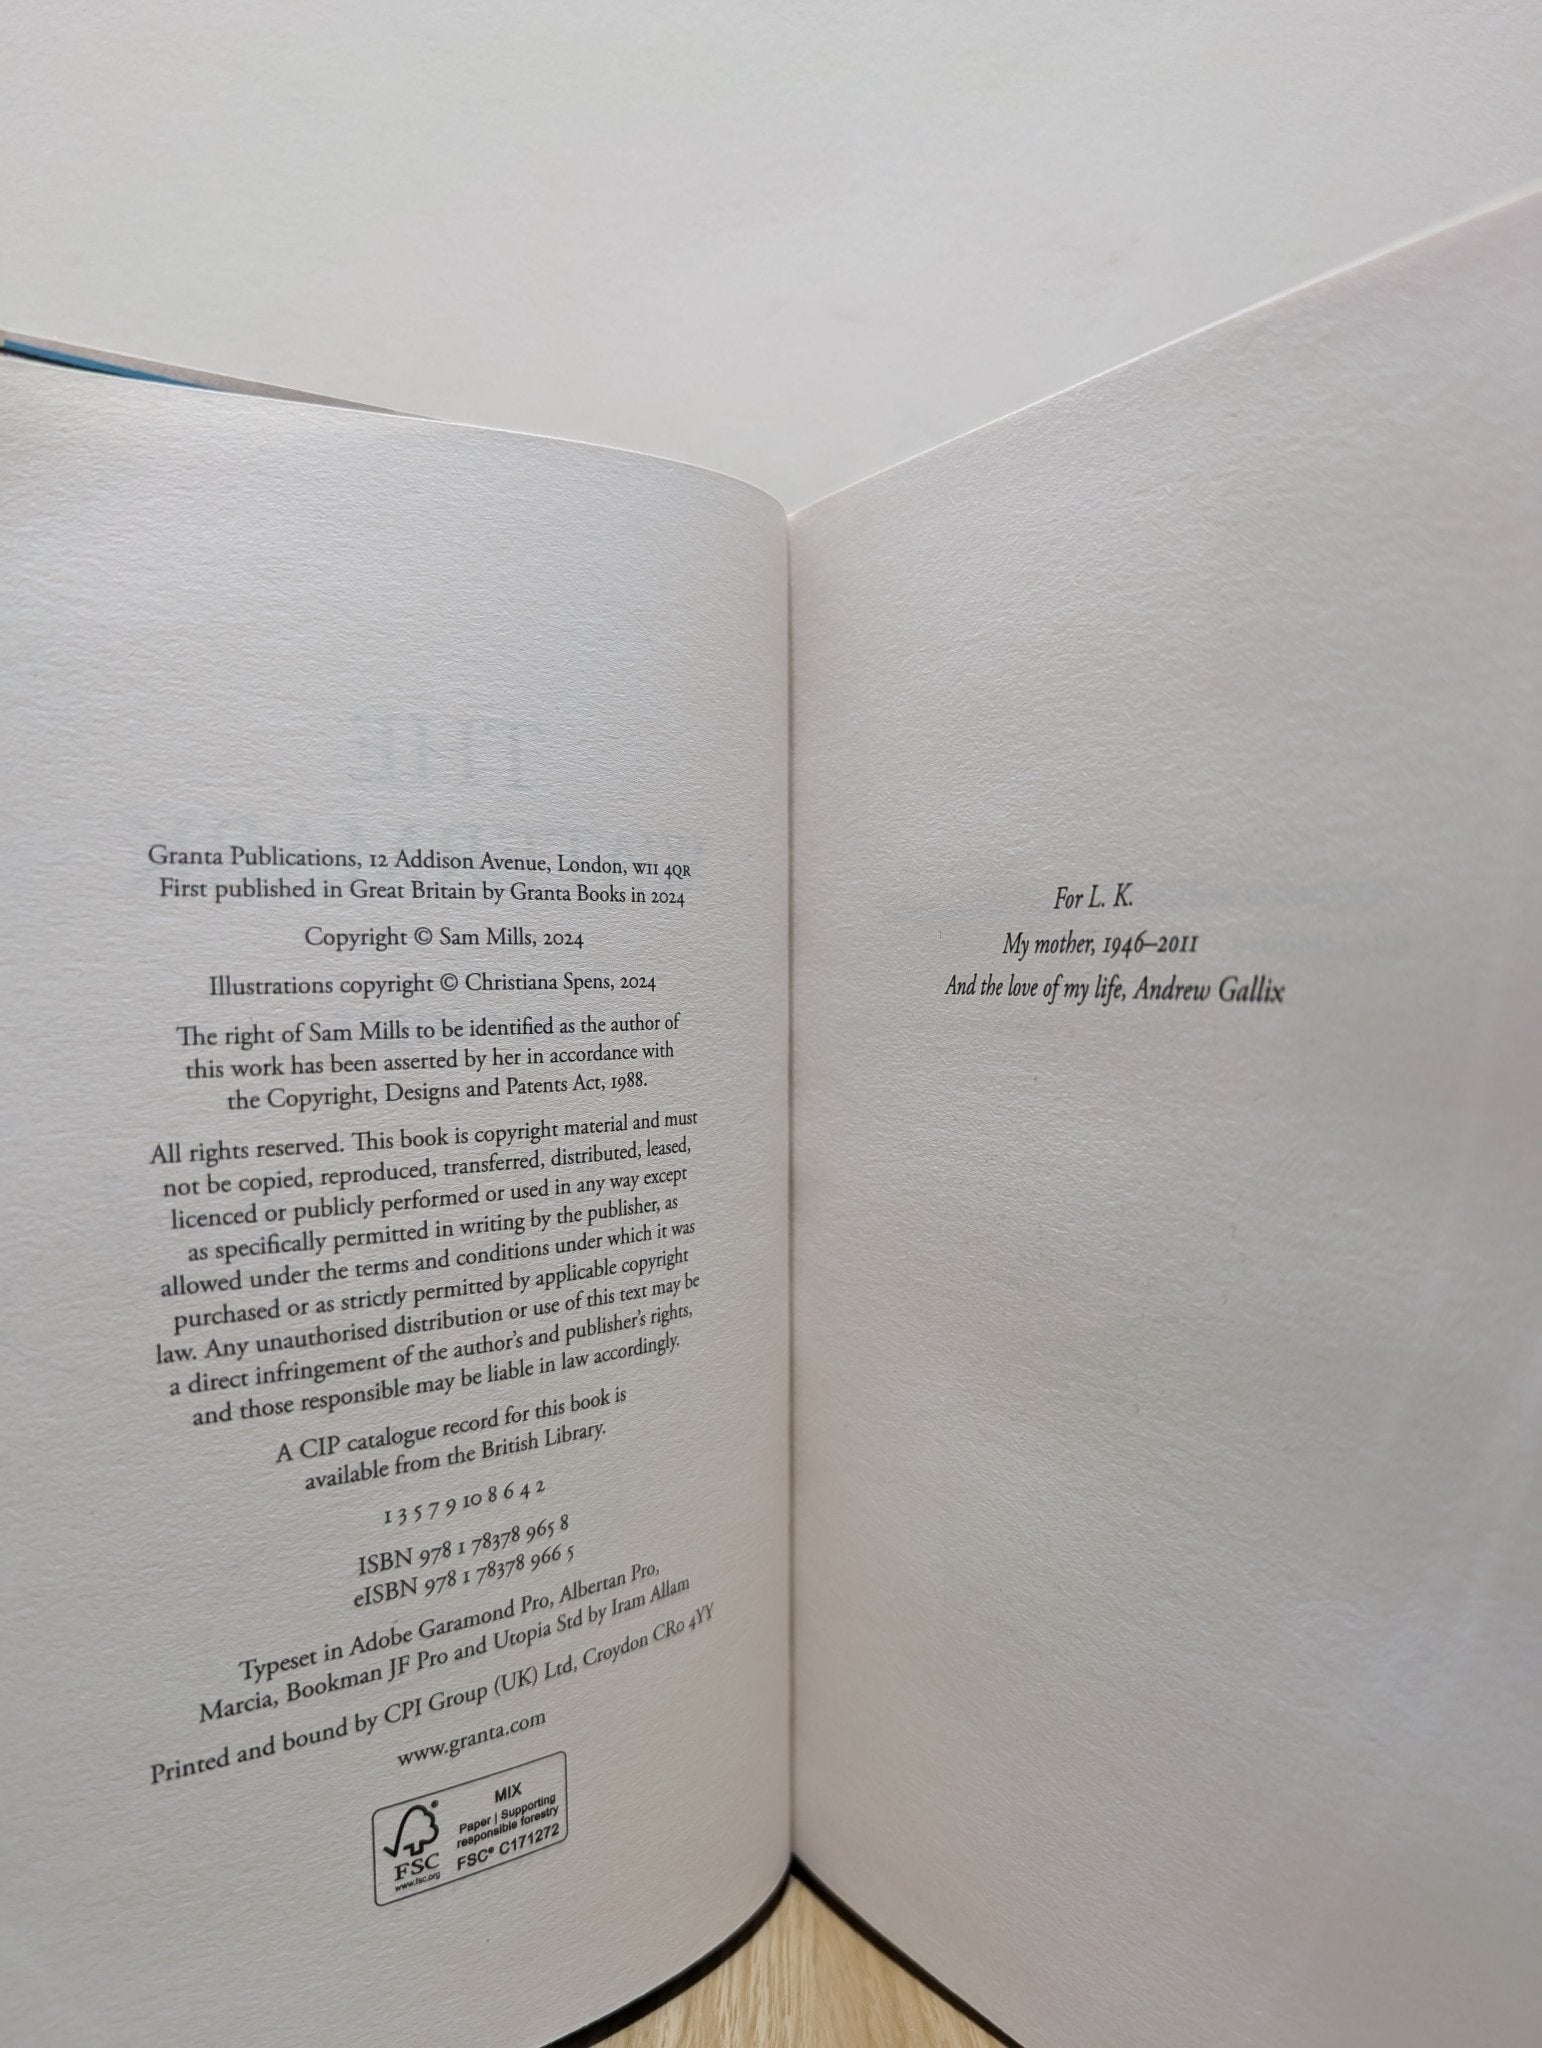 Granta Publications, 12 Addison Avenue, London, W11 4QR
First published in Great Britain by Granta Books in 2024
Copyright © Sam Mills, 2024
Illustrations copyright © Christiana Spens, 2024
The right of Sam Mills to be identified as the author of
this work has been asserted by her in accordance with
the Copyright, Designs and Patents Act, 1988.
All rights reserved. This book is copyright material and must
not be copied, reproduced, transferred, distributed, leased,
licenced or publicly performed or used in any way except
as specifically permitted in writing by the publisher, as
allowed under the terms and conditions under which it was
purchased or as strictly permitted by applicable copyright
law. Any unauthorised distribution or use of this text may be
a direct infringement of the author's and publisher's rights,
and those responsible may be liable in law accordingly.
A CIP catalogue record for this book is
available from the British Library.
1 3 5 7 9 10 8 6 4 2
ISBN 978 1 78378 965 8
eISBN 978 1 78378 966 5
Typeset in Adobe Garamond Pro, Albertan Pro,
Marcia, Bookman JF Pro and Utopia Std by Iram Allam
Printed and bound by CPI Group (UK) Ltd, Croydon CR0 4YY
www.granta.com
FSC
www.fsc.org
MIX
Paper | Supporting
responsible forestry
FSC® C171272
For L. K.
My mother, 1946–2011
And the love of my life, Andrew Gallix